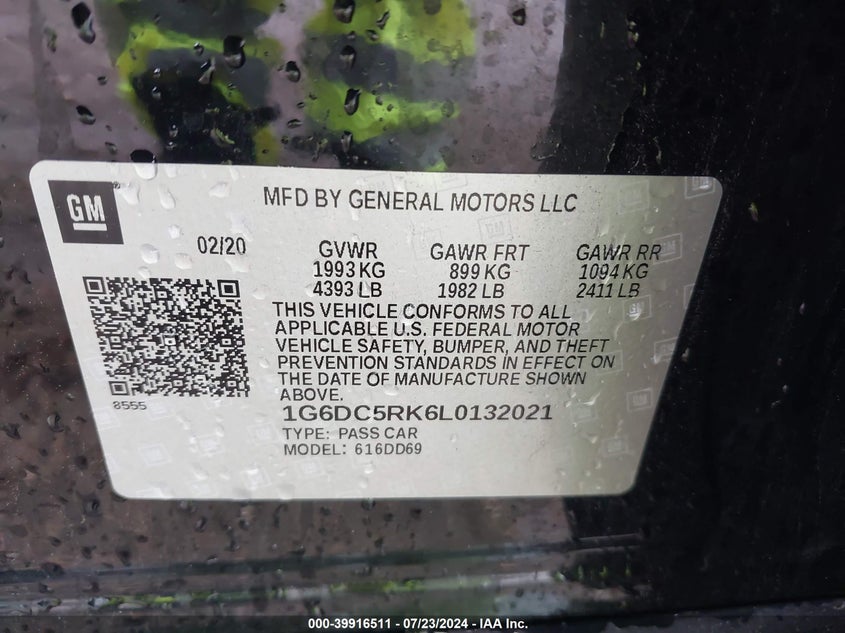 GM
MFD BY GENERAL MOTORS LLC
02/20
GVWR GAWR FRT GAWR RR
1993 KG 899 KG 1094 KG
4393 LB 1982 LB 2411 LB
THIS VEHICLE CONFORMS TO ALL
APPLICABLE U.S. FEDERAL MOTOR
VEHICLE SAFETY, BUMPER, AND THEFT
PREVENTION STANDARDS IN EFFECT ON
THE DATE OF MANUFACTURE SHOWN
ABOVE.
8555
1G6DC5RK6L0132021
TYPE: PASS CAR
MODEL: 616DD69
000-39916511 / 07/23/2024 - IAA Inc.